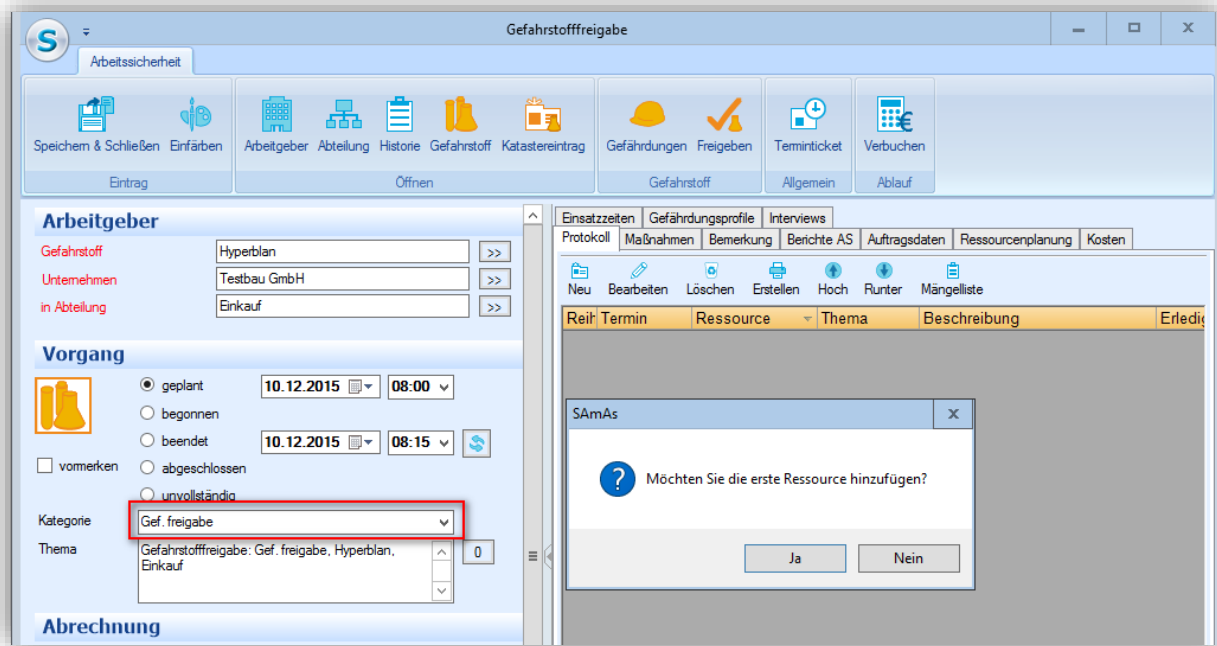 Gefahrstofffreigabe
S
Arbeitssicherheit
Speichern & Schließen Einfärben Arbeitgeber Abteilung Historie Gefahrstoff Katastereintrag Gefährdungen Freigeben Terminticket Verbuchen
Eintrag Öffnen Gefahrstoff Allgemein Ablauf
Arbeitgeber
Gefahrstoff Hyperblan >>
Unternehmen Testbau GmbH >>
in Abteilung Einkauf >>
Vorgang
geplant 10.12.2015 08:00
begonnen
beendet 10.12.2015 08:15
vormerken abgeschlossen
unvollständig
Kategorie Gef. freigabe
Thema Gefahrstofffreigabe: Gef. freigabe, Hyperblan, 0
Einkauf
Abrechnung
Einsatzzeiten Gefährdungsprofile Interviews
Protokoll Maßnahmen Bemerkung Berichte AS Auftragsdaten Ressourcenplanung Kosten
Neu Bearbeiten Löschen Erstellen Hoch Runter Mängelliste
Reih Termin Ressource Thema Beschreibung Erledig
SAmAs x
Möchten Sie die erste Ressource hinzufügen?
Ja Nein